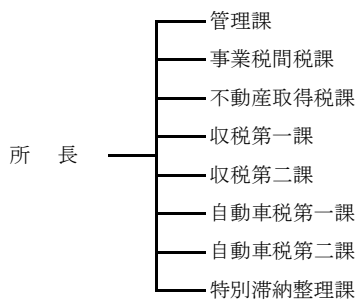 管理課
事業税間税課
不動産取得税課
収税第一課
所　長
収税第二課
自動車税第一課
自動車税第二課
特別滞納整理課